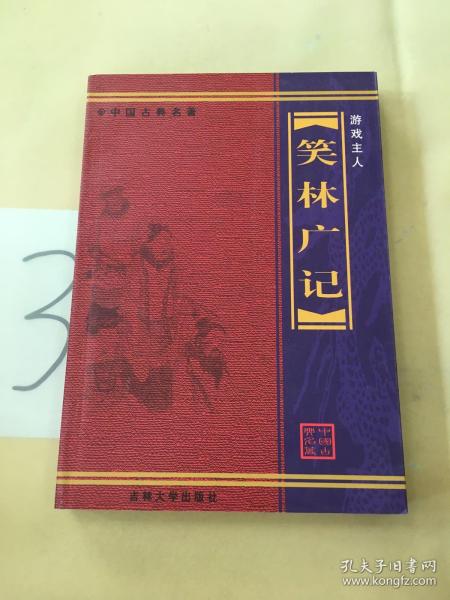 中国古典名著
游戏主人
【笑林广记】
中國古
典名著
吉林大学出版社
3
孔夫子旧书网
www.kongfz.com